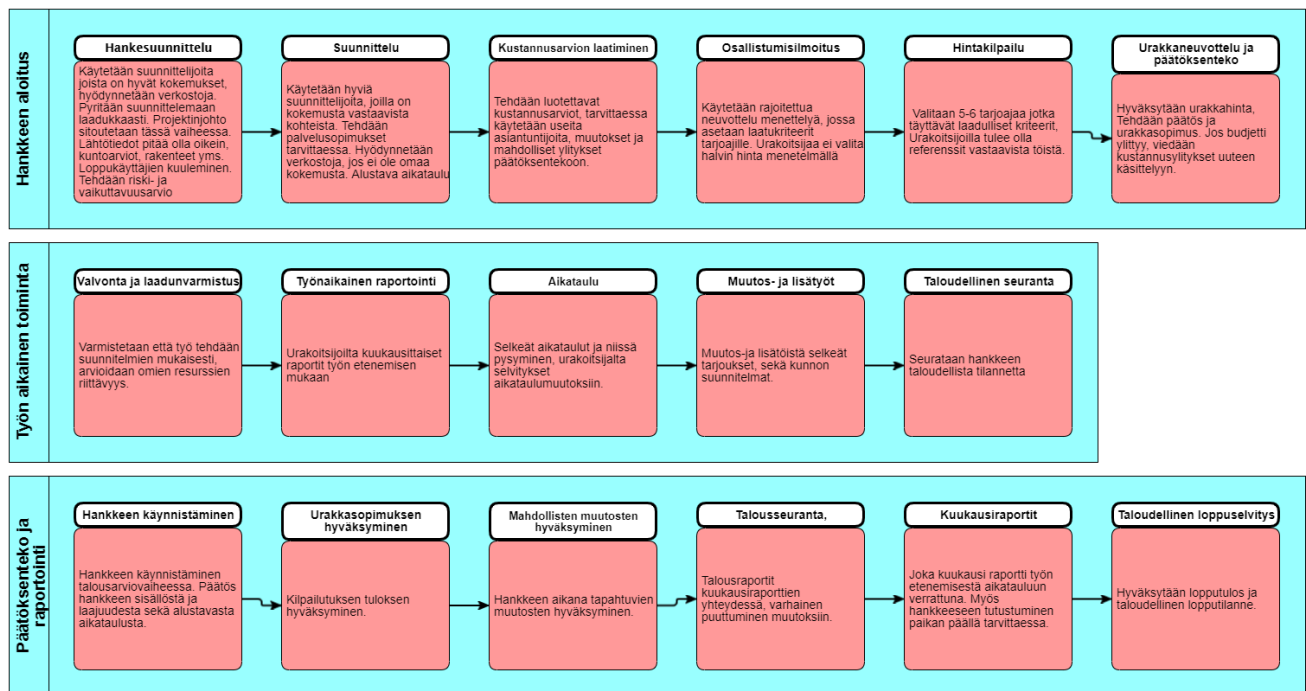 Hankkeen aloitus
Hankesuunnittelu
Käytetään suunnittelijoita
joista on hyvät kokemukset,
hyödynnetään verkostoja.
Pyritään suunnittelemaan
laadukkaasti. Projektinjohto
sitoutetaan tässä vaiheessa.
Lähtötiedot pitää olla oikein,
kuntoarviot, rakenteet yms.
Loppukäyttäjien kuuleminen.
Tehdään riski- ja
vaikuttavuusarvio
Suunnittelu
Käytetään hyviä
suunnittelijoita, joilla on
kokemusta vastaavista
kohteista. Tehdään
palvelusopimukset
tarvittaessa. Hyödynnetään
verkostoja, jos ei ole omaa
kokemusta. Alustava aikataulu
Kustannusarvion laatiminen
Tehdään luotettavat
kustannusarviot, tarvittaessa
käytetään useita
asiantuntijoita, muutokset ja
mahdolliset ylitykset
päätöksentekoon.
Osallistumisilmoitus
Käytetään rajoitettua
neuvottelu menettelyä, jossa
asetaan laatukriteerit
tarjoajille. Urakoitsijaa ei valita
halvin hinta menetelmällä
Hintakilpailu
Valitaan 5-6 tarjoajaa jotka
täyttävät laadulliset kriteerit,
Urakoitsijoilla tulee olla
referenssit vastaavista töistä.
Urakkaneuvottelu ja
päätöksenteko
Hyväksytään urakkahinta,
Tehdään päätös ja
urakkasopimus. Jos budjetti
ylittyy, viedään
kustannusylitykset uuteen
käsittelyyn.
Työn aikainen toiminta
Valvonta ja laadunvarmistus
Varmistetaan että työ tehdään
suunnitelmien mukaisesti,
arvioidaan omien resurssien
riittävyys.
Työnaikainen raportointi
Urakoitsijoilta kuukausittaiset
raportit työn etenemisen
mukaan
Aikataulu
Selkeät aikataulut ja niissä
pysyminen, urakoitsijalta
selvitykset
aikataulumuutoksiin.
Muutos- ja lisätyöt
Muutos-ja lisätöistä selkeät
tarjoukset, sekä kunnon
suunnitelmat.
Taloudellinen seuranta
Seurataan hankkeen
taloudellista tilannetta
Päätöksenteko ja
raportointi
Hankkeen käynnistäminen
Hankkeen käynnistäminen
talousarviovaiheessa. Päätös
hankkeen sisällöstä ja
laajuudesta sekä alustavasta
aikataulusta.
Urakkasopimuksen
hyväksyminen
Kilpailutuksen tuloksen
hyväksyminen.
Mahdollisten muutosten
hyväksyminen
Hankkeen aikana tapahtuvien
muutosten hyväksyminen.
Talousseuranta,
Talousraportit
kuukausiraporttien
yhteydessä, varhainen
puuttuminen muutoksiin.
Kuukausiraportit
Joka kuukausi raportti työn
etenemisestä aikatauluun
verrattuna. Myös
hankkeeseen tutustuminen
paikan päällä tarvittaessa.
Taloudellinen loppuselvitys
Hyväksytään lopputulos ja
taloudellinen lopputilanne.